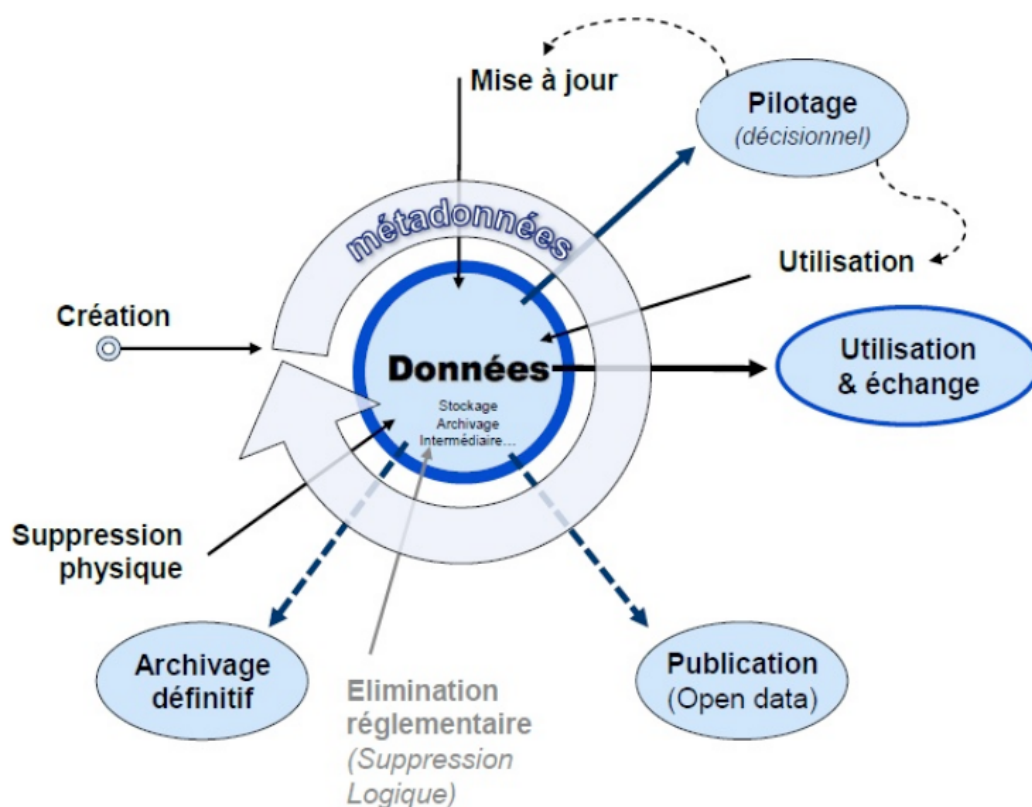 Mise à jour
Pilotage
(décisionnel)
métadonnées
Utilisation
Création
Données
Stockage
Archivage
Intermédiaire...
Utilisation
& échange
Suppression
physique
Archivage
définitif
Elimination
réglementaire
(Suppression
Logique)
Publication
(Open data)